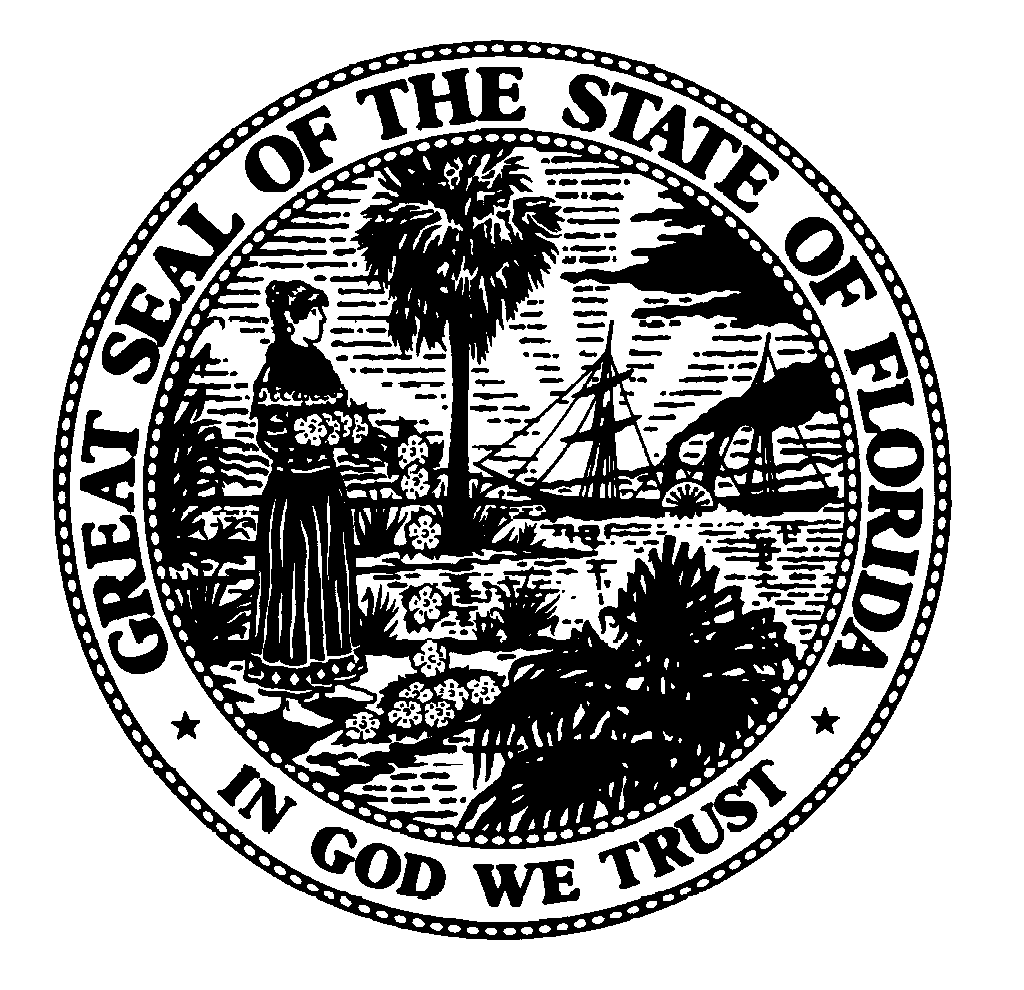 GREAT SEAL OF THE STATE OF FLORIDA
IN GOD WE TRUST